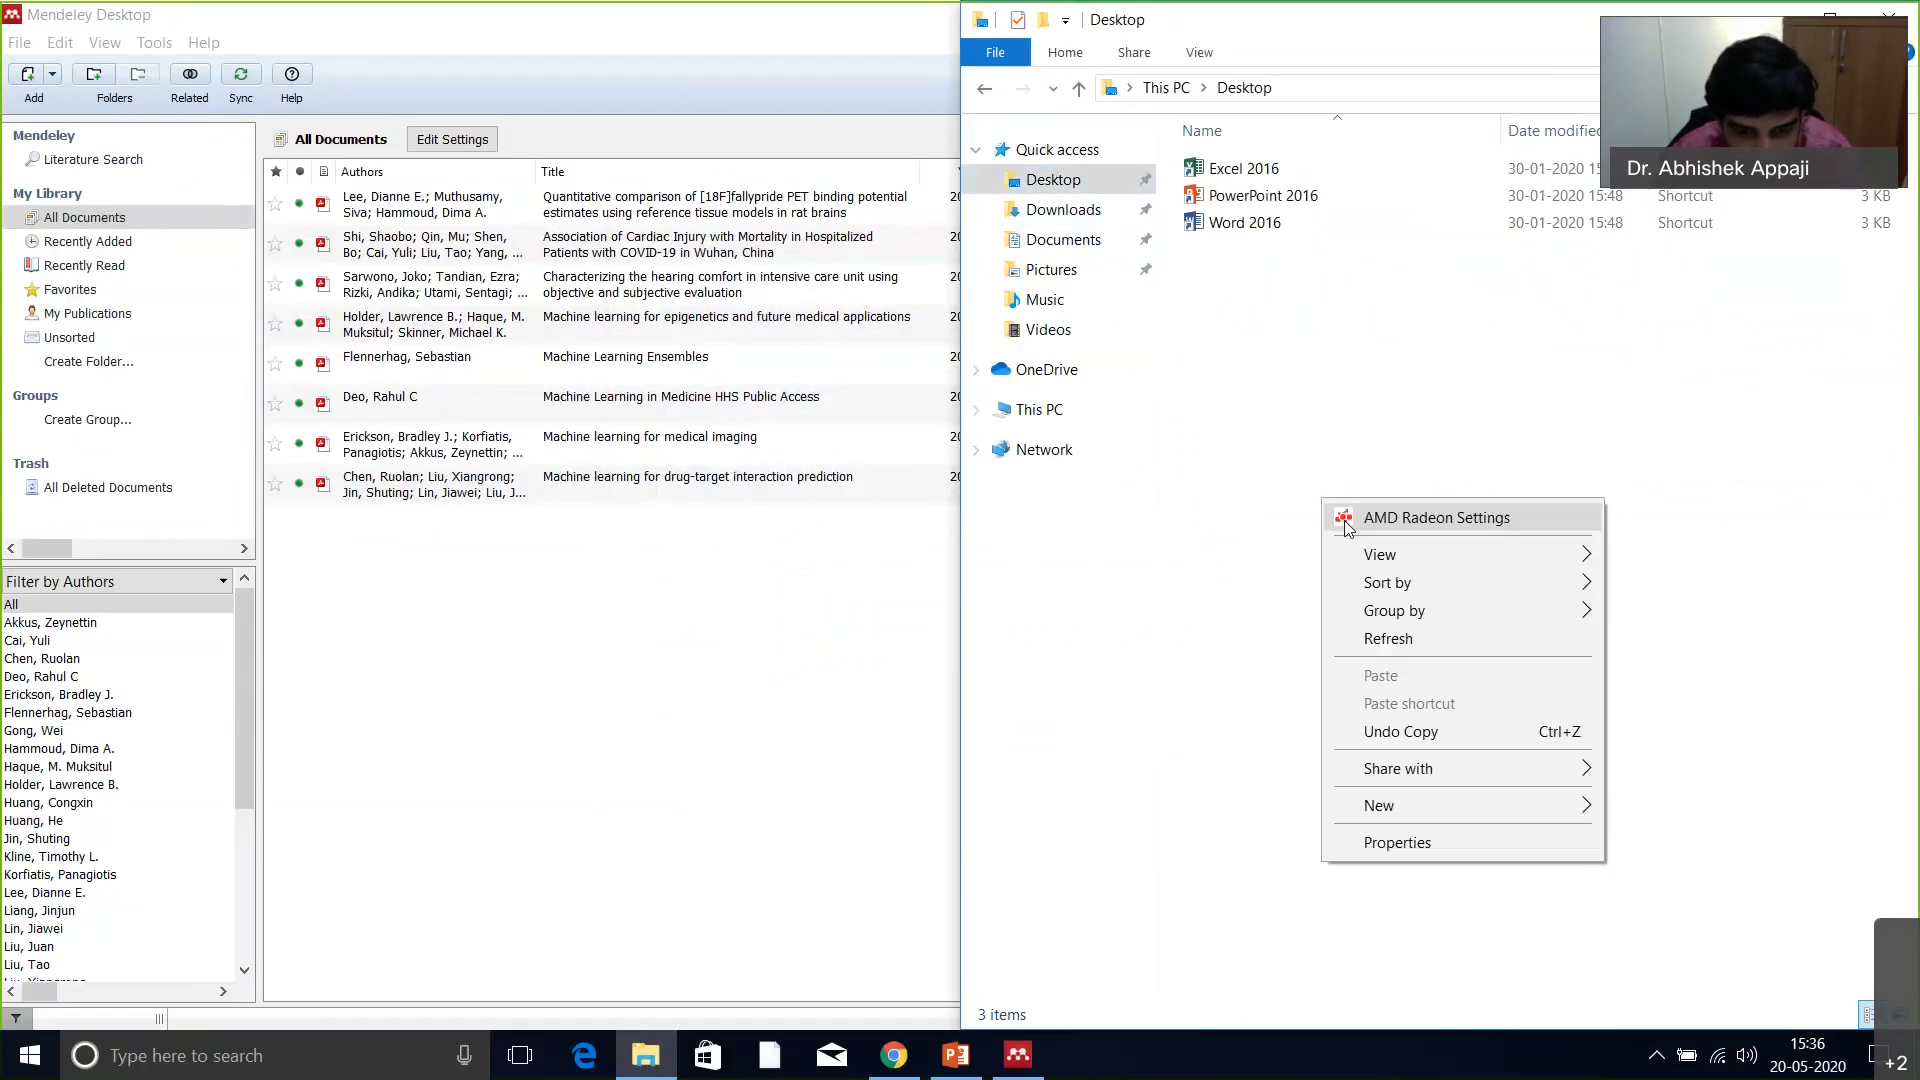 Mendeley Desktop
File Edit View Tools Help
Add Folders Related Sync Help
Mendeley
Literature Search
My Library
All Documents
Recently Added
Recently Read
Favorites
My Publications
Unsorted
Create Folder...
Groups
Create Group...
Trash
All Deleted Documents
Filter by Authors
All
Akkus, Zeynettin
Cai, Yuli
Chen, Ruolan
Deo, Rahul C
Erickson, Bradley J.
Flennerhag, Sebastian
Gong, Wei
Hammoud, Dima A.
Haque, M. Muksitul
Holder, Lawrence B.
Huang, Congxin
Huang, He
Jin, Shuting
Kline, Timothy L.
Korfiatis, Panagiotis
Lee, Dianne E.
Liang, Jinjun
Lin, Jiawei
Liu, Juan
Liu, Tao
All Documents Edit Settings
Authors Title
Lee, Dianne E.; Muthusamy, Quantitative comparison of [18F]fallypride PET binding potential 20
Siva; Hammoud, Dima A. estimates using reference tissue models in rat brains
Shi, Shaobo; Qin, Mu; Shen, Association of Cardiac Injury with Mortality in Hospitalized 20
Bo; Cai, Yuli; Liu, Tao; Yang, ... Patients with COVID-19 in Wuhan, China
Sarwono, Joko; Tandian, Ezra; Characterizing the hearing comfort in intensive care unit using 20
Rizki, Andika; Utami, Sentagi; ... objective and subjective evaluation
Holder, Lawrence B.; Haque, M. Machine learning for epigenetics and future medical applications 20
Muksitul; Skinner, Michael K.
Flennerhag, Sebastian Machine Learning Ensembles 20
Deo, Rahul C Machine Learning in Medicine HHS Public Access 20
Erickson, Bradley J.; Korfiatis, Machine learning for medical imaging 20
Panagiotis; Akkus, Zeynettin; ...
Chen, Ruolan; Liu, Xiangrong; Machine learning for drug-target interaction prediction 20
Jin, Shuting; Lin, Jiawei; Liu, J...
Desktop
File Home Share View
This PC Desktop
Quick access
Desktop
Downloads
Documents
Pictures
Music
Videos
OneDrive
This PC
Network
Name Date modified
Excel 2016 30-01-2020 15
PowerPoint 2016 30-01-2020 15:48 Shortcut 3 KB
Word 2016 30-01-2020 15:48 Shortcut 3 KB
Dr. Abhishek Appaji
AMD Radeon Settings
View
Sort by
Group by
Refresh
Paste
Paste shortcut
Undo Copy Ctrl+Z
Share with
New
Properties
3 items
Type here to search
15:36
20-05-2020
+2